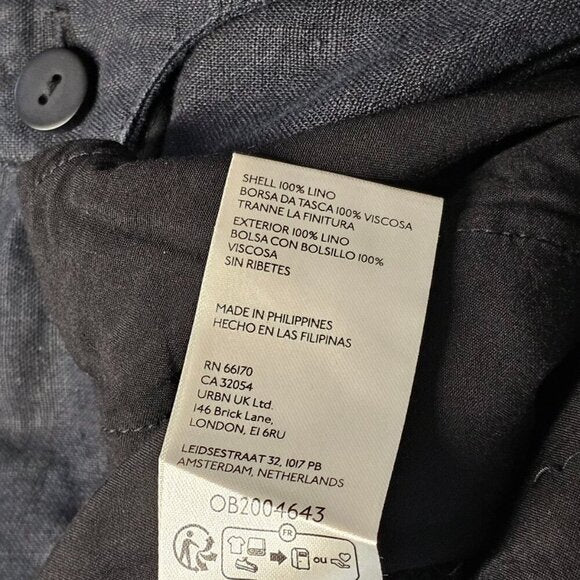 SHELL 100% LINO
BORSA DA TASCA 100% VISCOSA
TRANNE LA FINITURA
EXTERIOR 100% LINO
BOLSA CON BOLSILLO 100%
VISCOSA
SIN RIBETES
MADE IN PHILIPPINES
HECHO EN LAS FILIPINAS
RN 66170
CA 32054
URBN UK Ltd.
146 Brick Lane,
LONDON, E1 6RU
LEIDSESTRAAT 32, 1017 PB
AMSTERDAM, NETHERLANDS
OB2004643
FR
OU